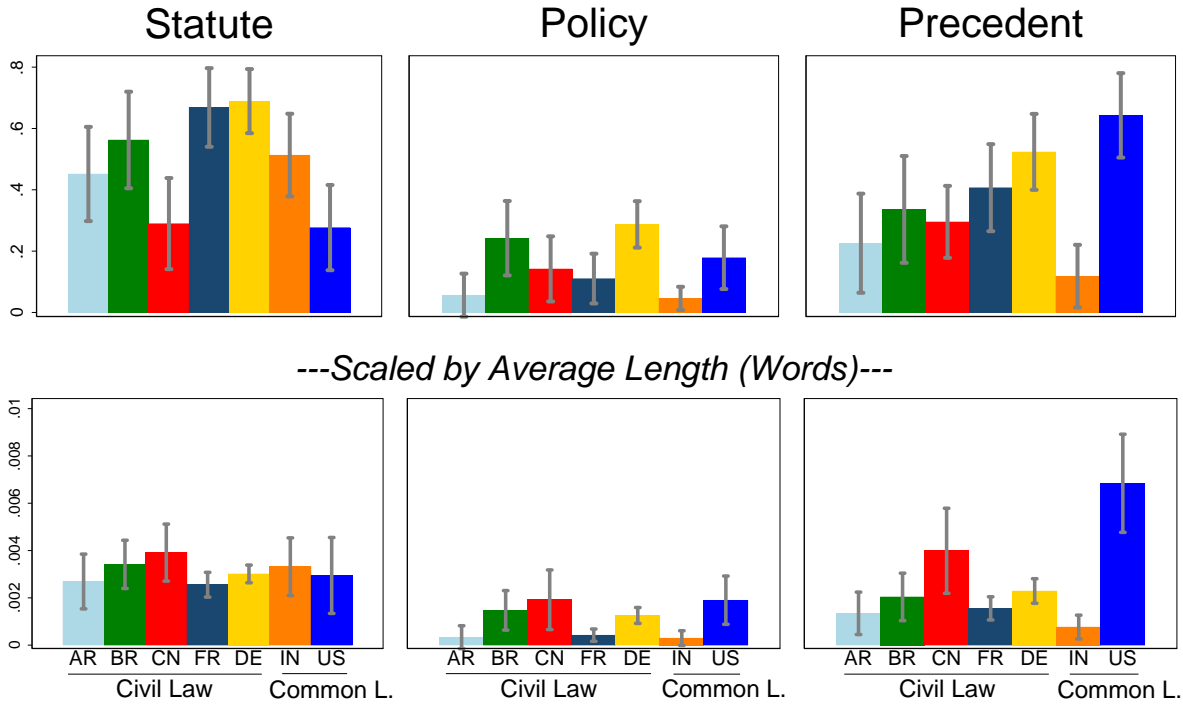 Statute Policy Precedent
.8
.6
.4
.2
0
---Scaled by Average Length (Words)---
.01
.008
.006
.004
.002
0
AR BR CN FR DE IN US AR BR CN FR DE IN US AR BR CN FR DE IN US
Civil Law Common L. Civil Law Common L. Civil Law Common L.